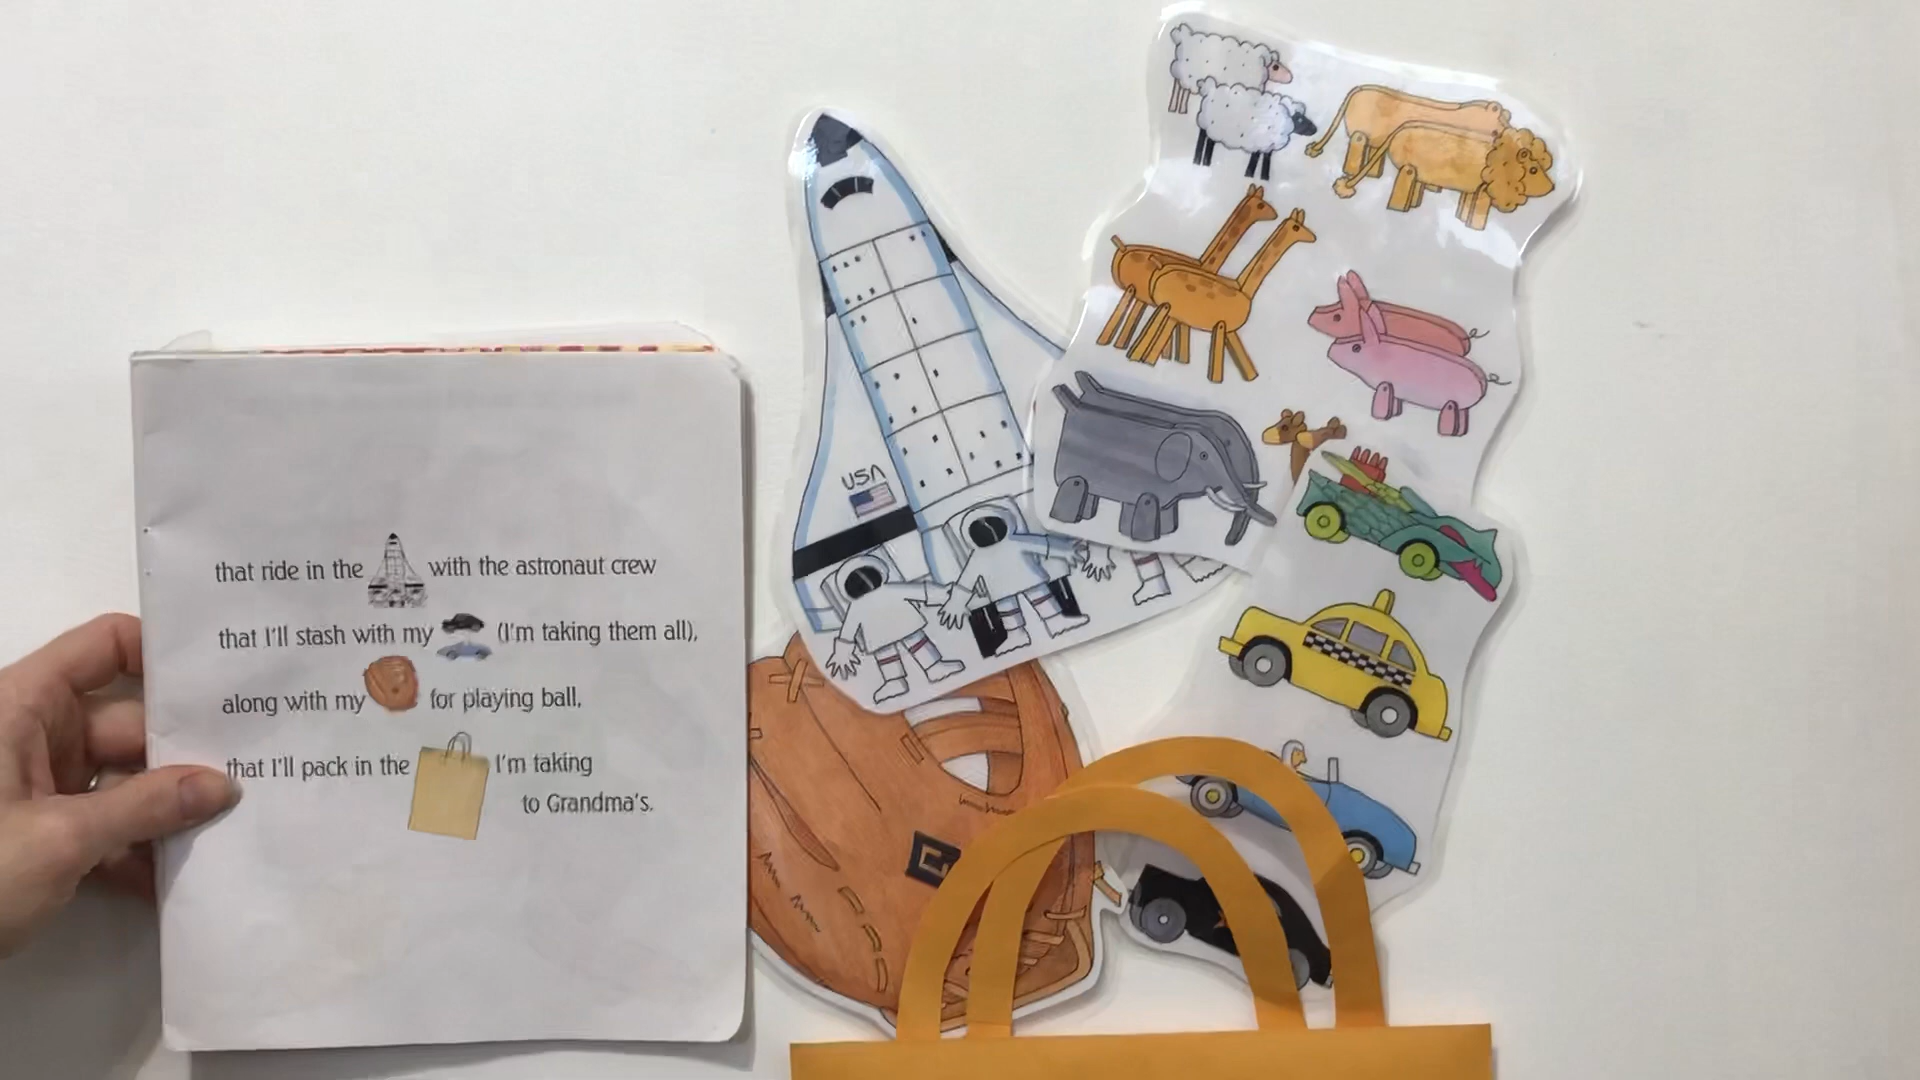 that ride in the with the astronaut crew
that I'll stash with my (I'm taking them all),
along with my for playing ball,
that I'll pack in the I'm taking
to Grandma's.
USA